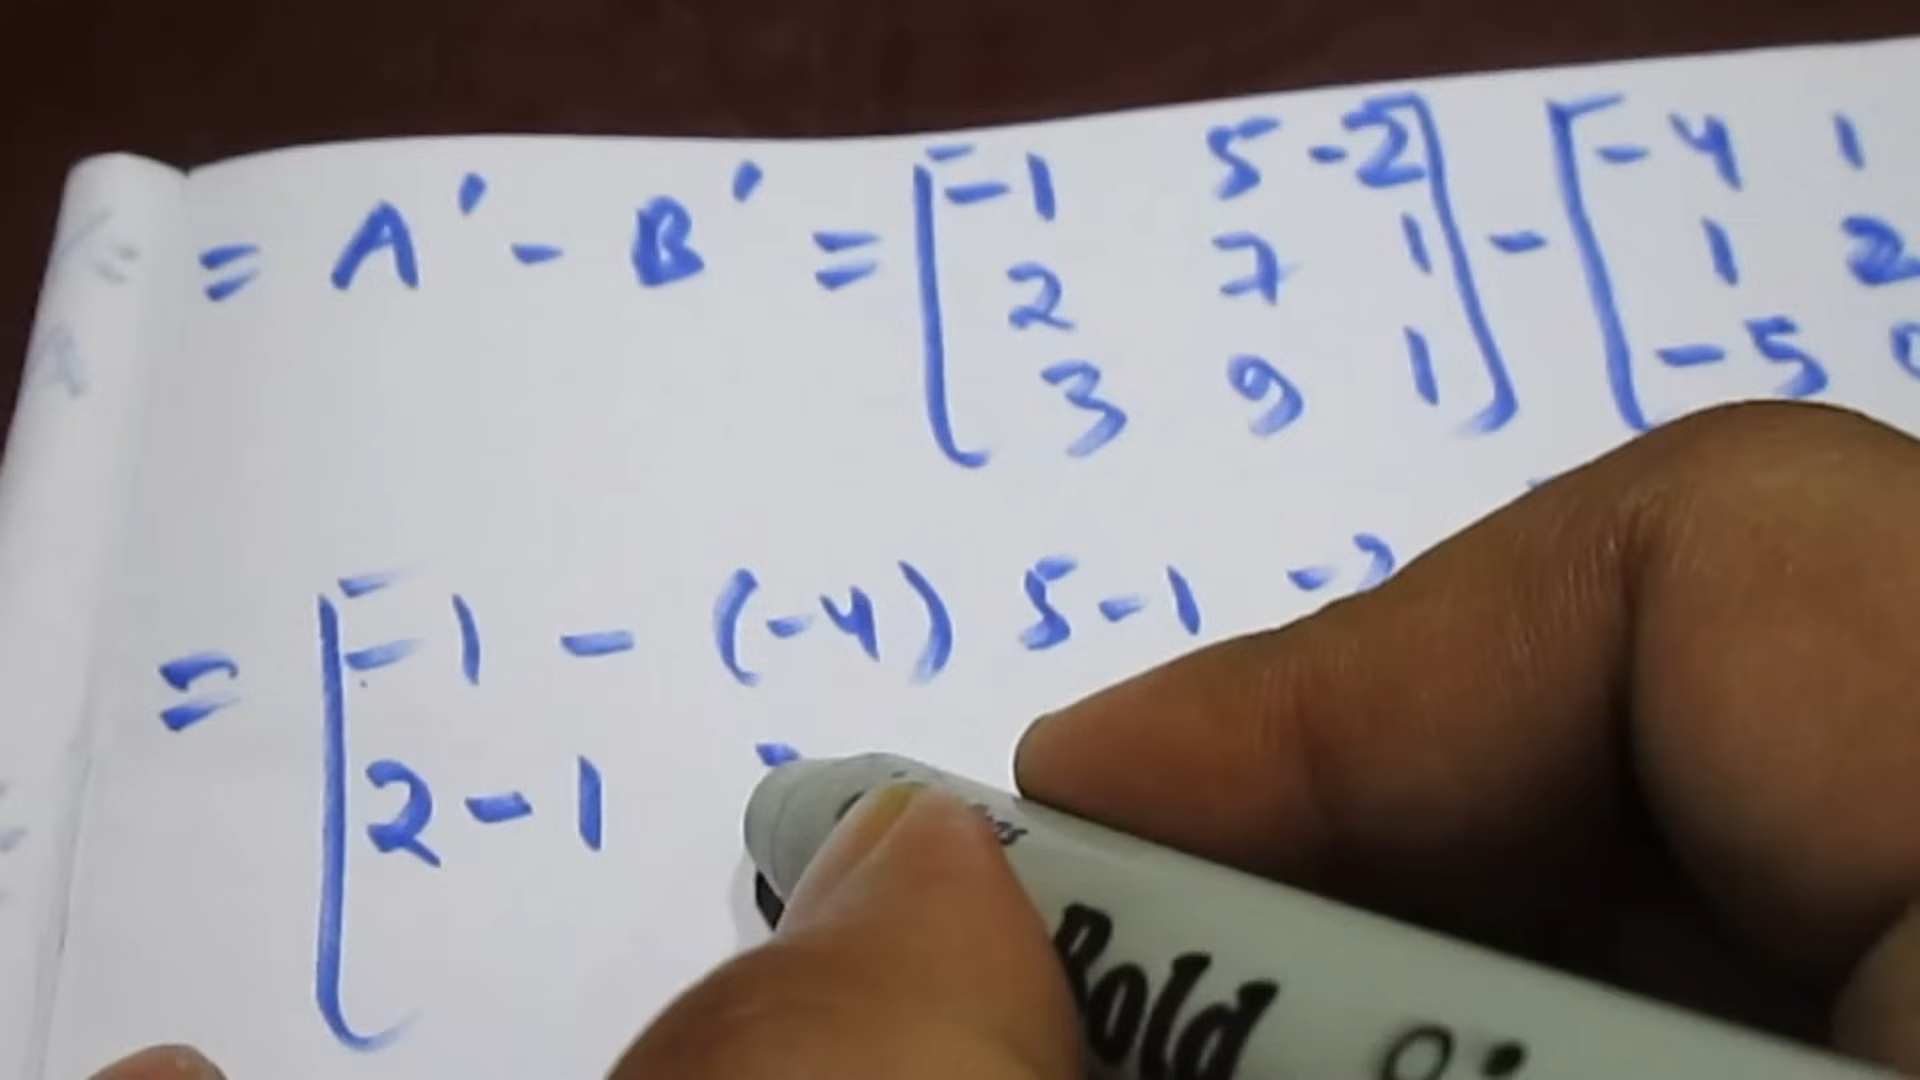 = A' - B' = [ -1 5 -2 ] - [ -4 1
2 7 1 1 2
3 9 1 -5
= [ -1 - (-4) 5-1 -2
2-1
Bold